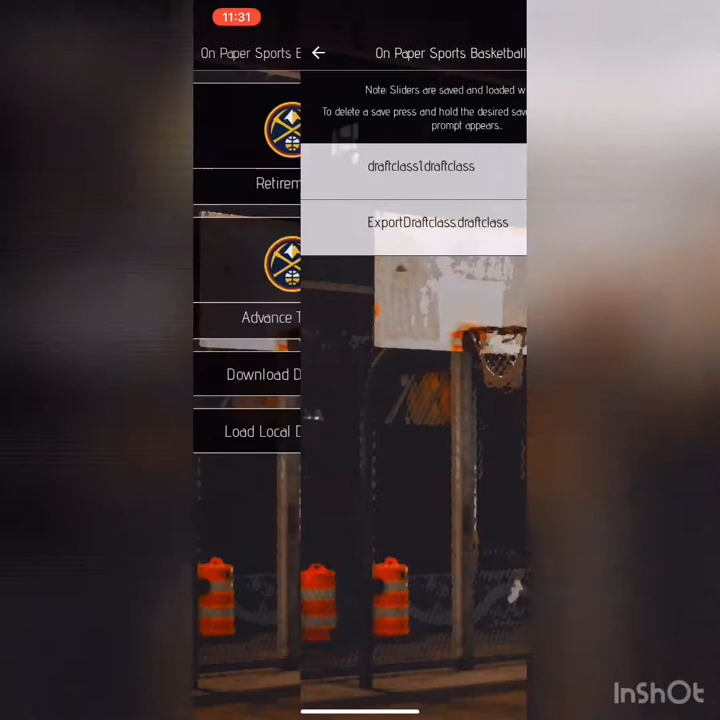 11:31
On Paper Sports B
Retirem
Advance T
Download D
Load Local D
On Paper Sports Basketball
Note: Sliders are saved and loaded w
To delete a save press and hold the desired sav
prompt appears..
draftclass1.draftclass
ExportDraftclass.draftclass
InShOt